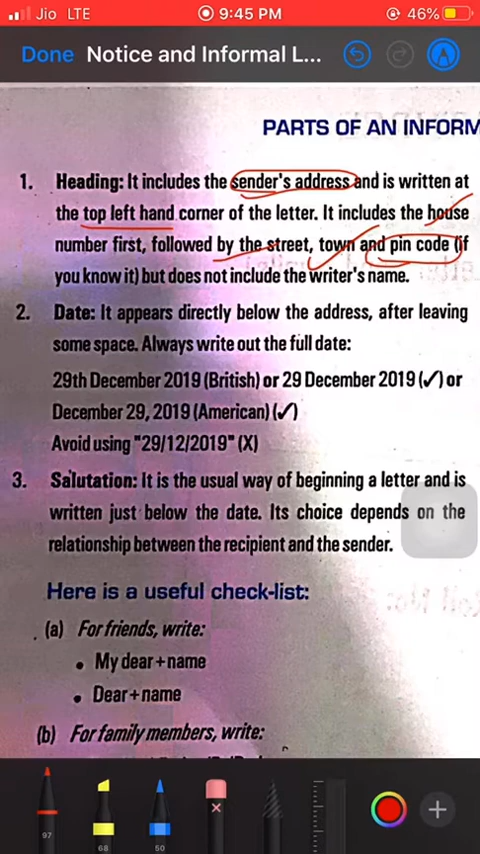 Jio LTE 9:45 PM 46%
Done Notice and Informal L...
PARTS OF AN INFORM
1. Heading: It includes the sender's address and is written at
the top left hand corner of the letter. It includes the house
number first, followed by the street, town and pin code (if
you know it) but does not include the writer's name.
2. Date: It appears directly below the address, after leaving
some space. Always write out the full date:
29th December 2019 (British) or 29 December 2019 (✓) or
December 29, 2019 (American) (✓)
Avoid using "29/12/2019" (X)
3. Salutation: It is the usual way of beginning a letter and is
written just below the date. Its choice depends on the
relationship between the recipient and the sender.
Here is a useful check-list:
(a) For friends, write:
• My dear+name
• Dear+name
(b) For family members, write:
97 68 50